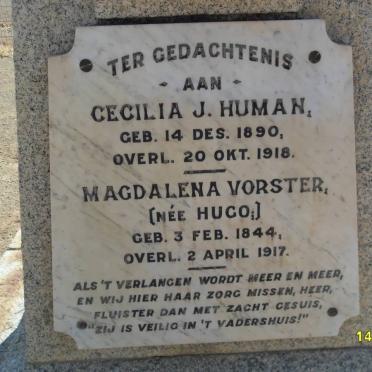 TER GEDACHTENIS
- AAN -
CECILIA J. HUMAN,
GEB. 14 DES. 1890,
OVERL. 20 OKT. 1918.
MAGDALENA VORSTER,
(NÉE HUGO,)
GEB. 3 FEB. 1844,
OVERL. 2 APRIL 1917.
ALS 'T VERLANGEN WORDT MEER EN MEER,
EN WIJ HIER HAAR ZORG MISSEN, HEER,
FLUISTER DAN MET ZACHT GESUIS,
"ZIJ IS VEILIG IN 'T VADERSHUIS!"
14